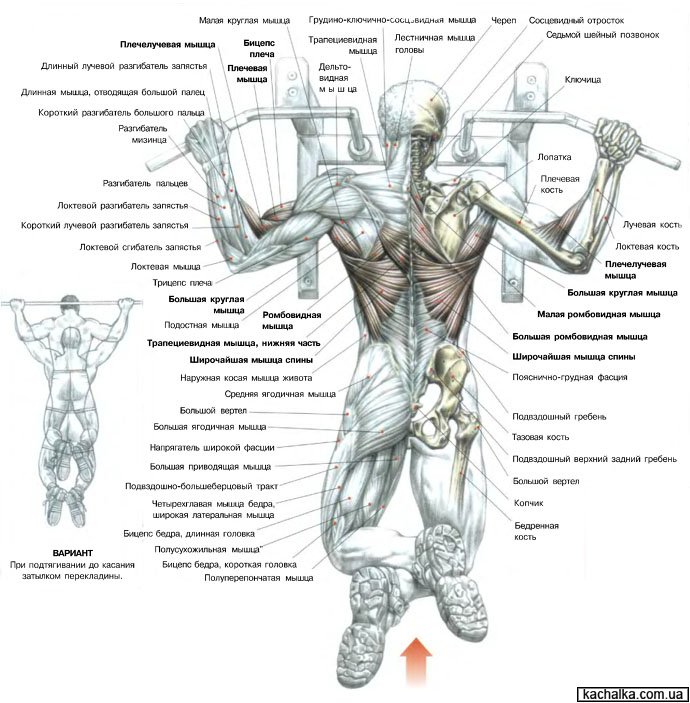 Малая круглая мышца
Грудино-ключично-сосцевидная мышца
Череп
Сосцевидный отросток
Плечелучевая мышца
Бицепс
плеча
Трапециевидная
мышца
Лестничная мышца
головы
Седьмой шейный позвонок
Длинный лучевой разгибатель запястья
Плечевая
мышца
Дельто-
видная
мышца
Ключица
Длинная мышца, отводящая большой палец
Короткий разгибатель большого пальца
Разгибатель
мизинца
Лопатка
Разгибатель пальцев
Плечевая
кость
Локтевой разгибатель запястья
Короткий лучевой разгибатель запястья
Лучевая кость
Локтевой сгибатель запястья
Локтевая кость
Локтевая мышца
Плечелучевая
мышца
Трицепс плеча
Большая круглая
мышца
Большая круглая мышца
Ромбовидная
мышца
Малая ромбовидная мышца
Подостная мышца
Трапециевидная мышца, нижняя часть
Большая ромбовидная мышца
Широчайшая мышца спины
Широчайшая мышца спины
Наружная косая мышца живота
Пояснично-грудная фасция
Средняя ягодичная мышца
Большой вертел
Подвздошный гребень
Большая ягодичная мышца
Тазовая кость
Напрягатель широкой фасции
Подвздошный верхний задний гребень
Большая приводящая мышца
Большой вертел
Подвздошно-большеберцовый тракт
Копчик
Четырехглавая мышца бедра,
широкая латеральная мышца
Бедренная
кость
Бицепс бедра, длинная головка
Полусухожильная мышца
Бицепс бедра, короткая головка
Полуперепончатая мышца
ВАРИАНТ
При подтягивании до касания
затылком перекладины.
kachalka.com.ua